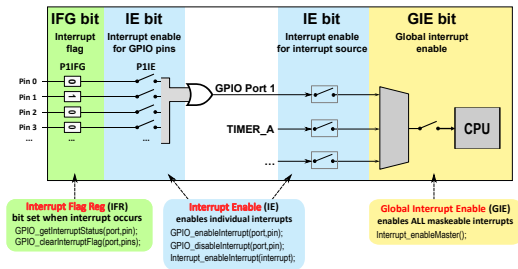 IFG bit
Interrupt
flag
IE bit
Interrupt enable
for GPIO pins
IE bit
Interrupt enable
for interrupt source
GIE bit
Global interrupt
enable
P1IFG
P1IE
Pin 0
0
Pin 1
1
Pin 2
0
Pin 3
0
...
...
...
GPIO Port 1
TIMER_A
...
CPU
Interrupt Flag Reg (IFR)
bit set when interrupt occurs
GPIO_getInterruptStatus(port,pin);
GPIO_clearInterruptFlag(port,pins);
Interrupt Enable (IE)
enables individual interrupts
GPIO_enableInterrupt(port,pin);
GPIO_disableInterrupt(port,pin);
Interrupt_enableInterrupt(interrupt);
Global Interrupt Enable (GIE)
enables ALL maskeable interrupts
Interrupt_enableMaster();